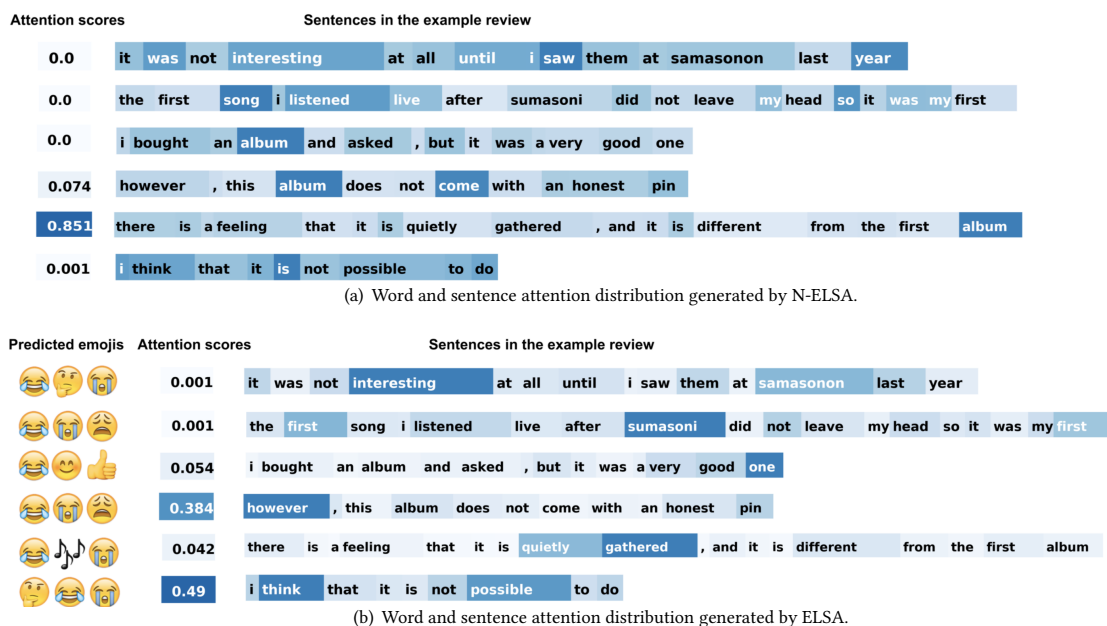 Attention scores Sentences in the example review
0.0 it was not interesting at all until i saw them at samasonon last year
0.0 the first song i listened live after sumasoni did not leave my head so it was my first
0.0 i bought an album and asked , but it was a very good one
0.074 however , this album does not come with an honest pin
0.851 there is a feeling that it is quietly gathered , and it is different from the first album
0.001 i think that it is not possible to do
(a) Word and sentence attention distribution generated by N-ELSA.
Predicted emojis Attention scores Sentences in the example review
0.001 it was not interesting at all until i saw them at samasonon last year
0.001 the first song i listened live after sumasoni did not leave my head so it was my first
0.054 i bought an album and asked , but it was a very good one
0.384 however , this album does not come with an honest pin
0.042 there is a feeling that it is quietly gathered , and it is different from the first album
0.49 i think that it is not possible to do
(b) Word and sentence attention distribution generated by ELSA.